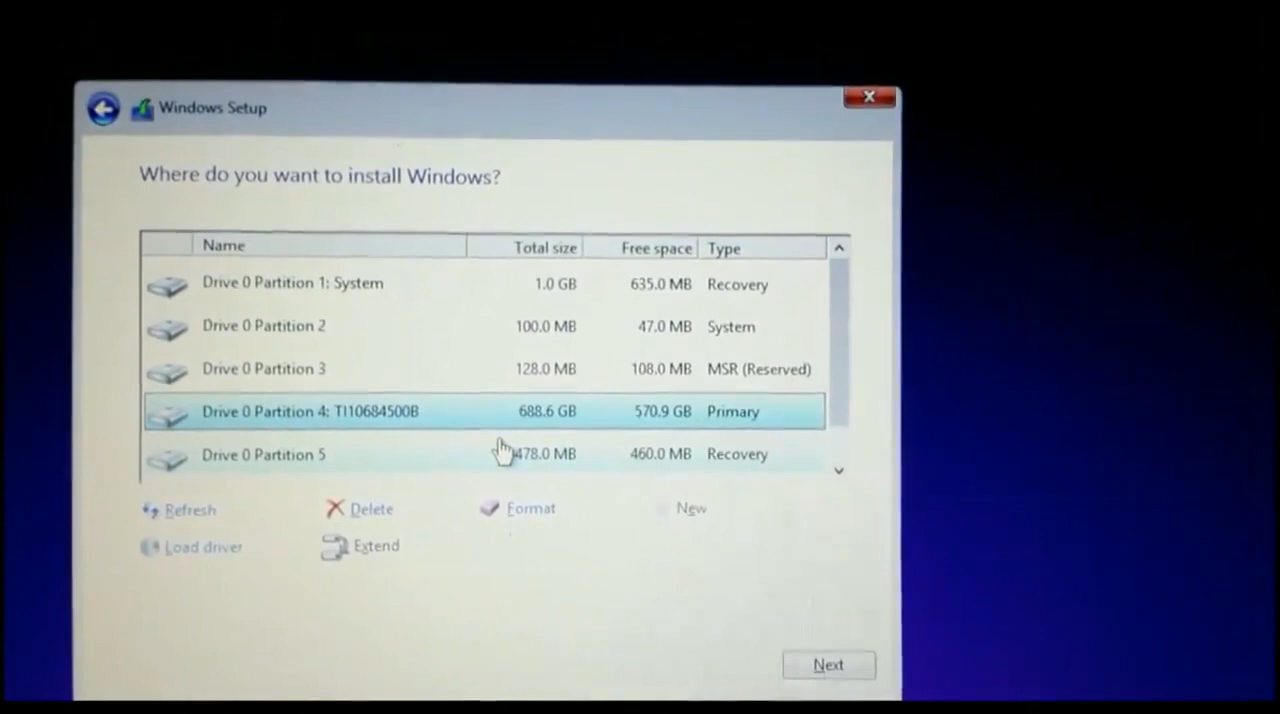 Windows Setup
Where do you want to install Windows?
Name Total size Free space Type
Drive 0 Partition 1: System 1.0 GB 635.0 MB Recovery
Drive 0 Partition 2 100.0 MB 47.0 MB System
Drive 0 Partition 3 128.0 MB 108.0 MB MSR (Reserved)
Drive 0 Partition 4: TI10684500B 688.6 GB 570.9 GB Primary
Drive 0 Partition 5 478.0 MB 460.0 MB Recovery
Refresh Delete Format New
Load driver Extend
Next